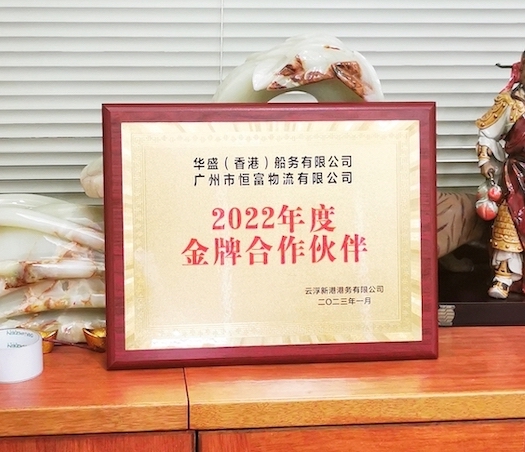 华盛（香港）船务有限公司
广州市恒富物流有限公司
2022年度
金牌合作伙伴
云浮新港港务有限公司
二〇二三年一月